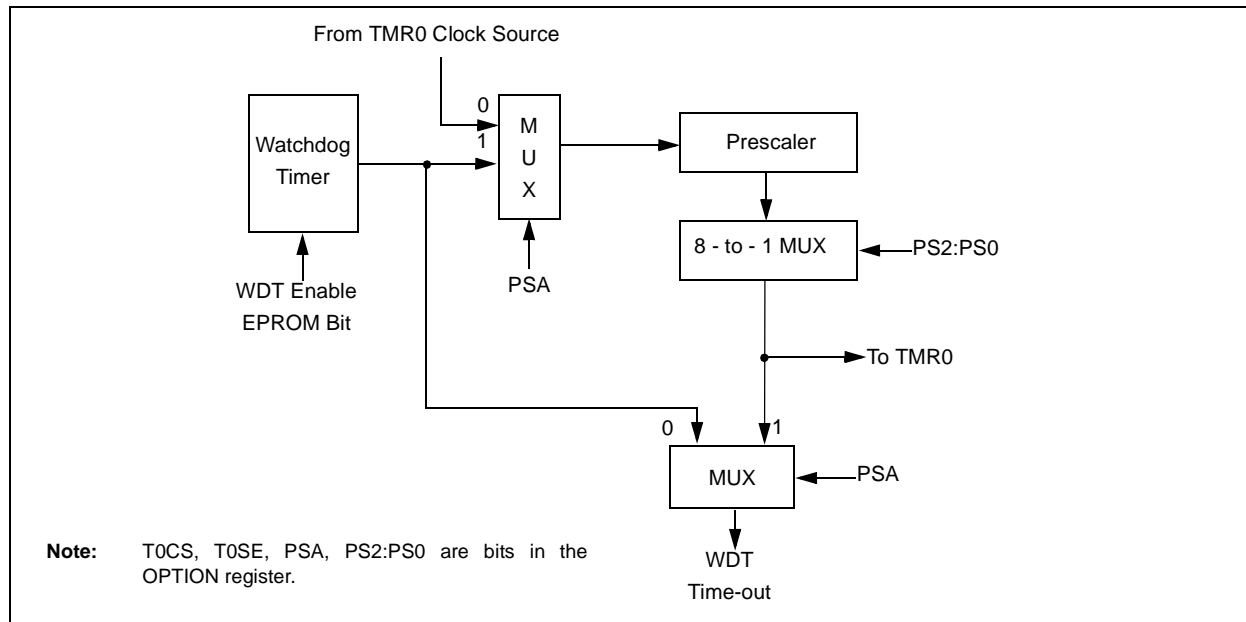 From TMR0 Clock Source
0
1
M
U
X
Watchdog
Timer
Prescaler
8 - to - 1 MUX
PS2:PS0
PSA
WDT Enable
EPROM Bit
To TMR0
0
1
MUX
PSA
WDT
Time-out
Note: T0CS, T0SE, PSA, PS2:PS0 are bits in the
OPTION register.